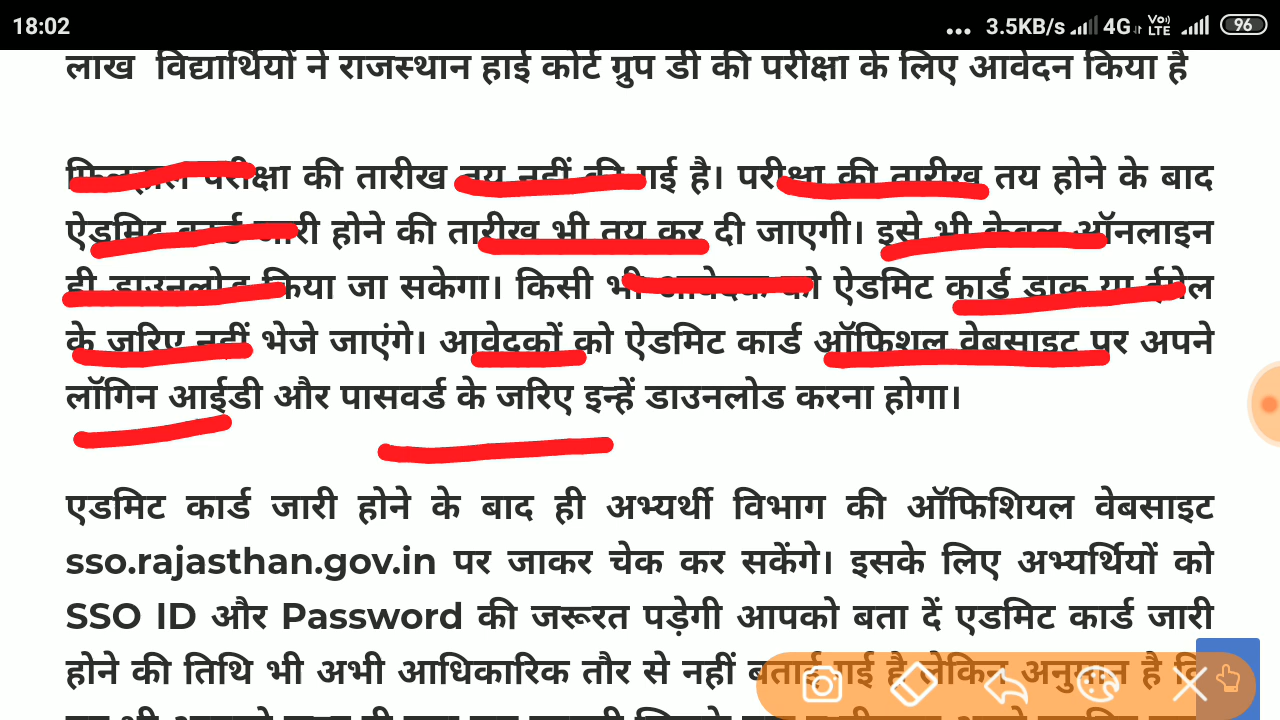 18:02 ... 3.5KB/s 4G Vo) LTE 96
लाख विद्यार्थियों ने राजस्थान हाई कोर्ट ग्रुप डी की परीक्षा के लिए आवेदन किया है
फिलहाल परीक्षा की तारीख तय नहीं की गई है। परीक्षा की तारीख तय होने के बाद
ऐडमिट कार्ड जारी होने की तारीख भी तय कर दी जाएगी। इसे भी केवल ऑनलाइन
ही डाउनलोड किया जा सकेगा। किसी भी आवेदक को ऐडमिट कार्ड डाक या ईमेल
के जरिए नहीं भेजे जाएंगे। आवेदकों को ऐडमिट कार्ड ऑफिशल वेबसाइट पर अपने
लॉगिन आईडी और पासवर्ड के जरिए इन्हें डाउनलोड करना होगा।
एडमिट कार्ड जारी होने के बाद ही अभ्यर्थी विभाग की ऑफिशियल वेबसाइट
sso.rajasthan.gov.in पर जाकर चेक कर सकेंगे। इसके लिए अभ्यर्थियों को
SSO ID और Password की जरूरत पड़ेगी आपको बता दें एडमिट कार्ड जारी
होने की तिथि भी अभी आधिकारिक तौर से नहीं बताई गई है लेकिन अनुमान है